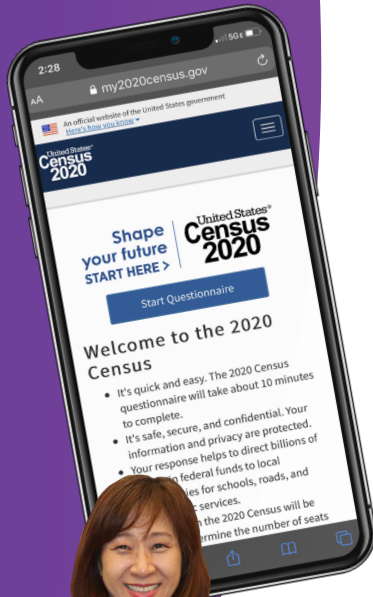 2:28
5GE
AA
my2020census.gov
An official website of the United States government
Here's how you know
United States®
Census
2020
Shape
your future
START HERE >
United States®
Census
2020
Start Questionnaire
Welcome to the 2020
Census
It's quick and easy. The 2020 Census
questionnaire will take about 10 minutes
to complete.
It's safe, secure, and confidential. Your
information and privacy are protected.
Your response helps to direct billions of
in federal funds to local
for schools, roads, and
services.
the 2020 Census will be
the number of seats